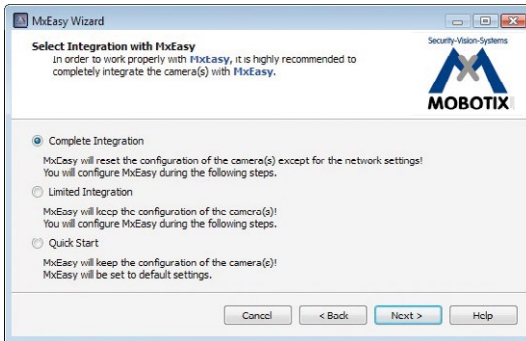 MxEasy Wizard
Select Integration with MxEasy
In order to work properly with MxEasy, it is highly recommended to
completely integrate the camera(s) with MxEasy.
Security-Vision-Systems
MOBOTIX
Complete Integration
MxEasy will reset the configuration of the camera(s) except for the network settings!
You will configure MxEasy during the following steps.
Limited Integration
MxEasy will keep the configuration of the camera(s)!
You will configure MxEasy during the following steps.
Quick Start
MxEasy will keep the configuration of the camera(s)!
MxEasy will be set to default settings.
Cancel
< Back
Next >
Help